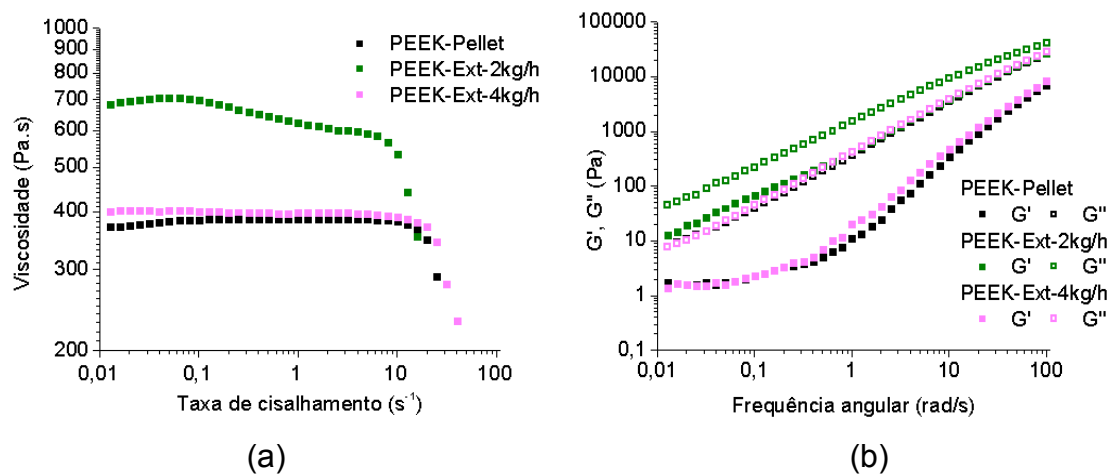 1000
900
800
700
600
500
400
300
200
Viscosidade (Pa.s)
PEEK-Pellet
PEEK-Ext-2kg/h
PEEK-Ext-4kg/h
0,01 0,1 1 10 100
Taxa de cisalhamento (s⁻¹)
(a)
100000
10000
1000
100
10
1
0,1
G', G'' (Pa)
PEEK-Pellet
G' G''
PEEK-Ext-2kg/h
G' G''
PEEK-Ext-4kg/h
G' G''
0,01 0,1 1 10 100
Frequência angular (rad/s)
(b)